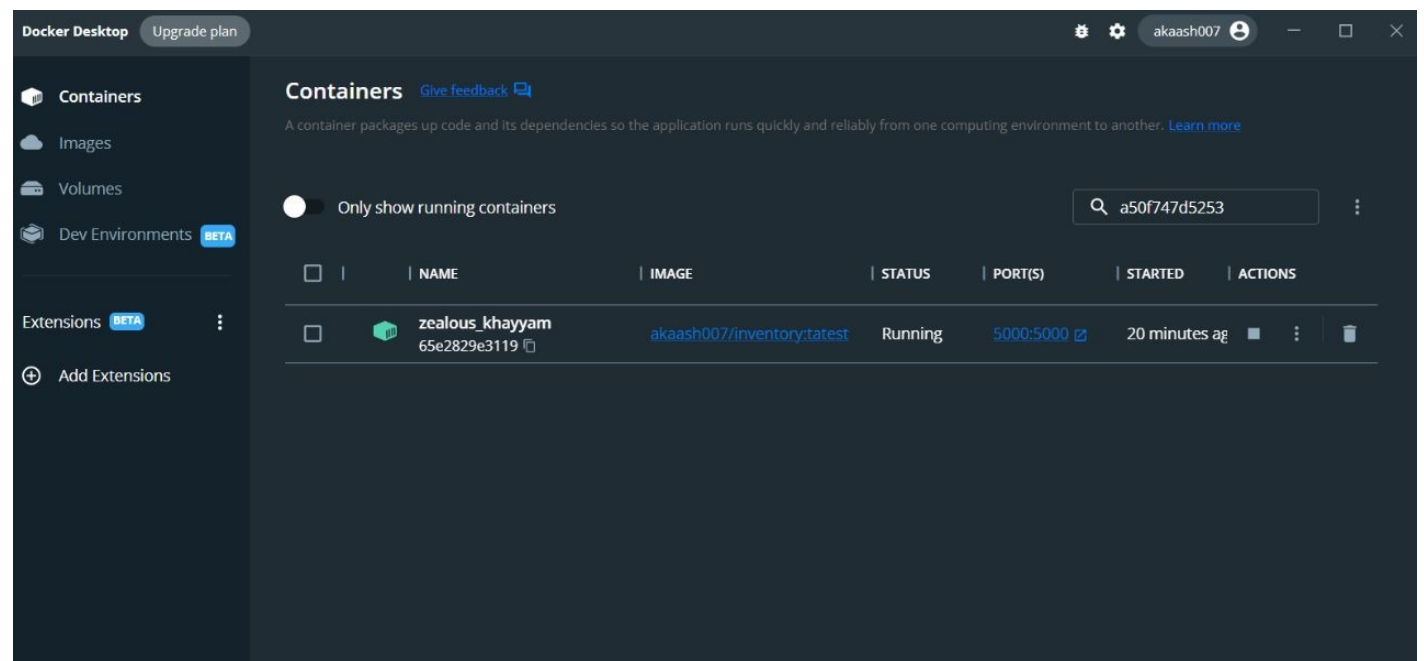 Docker Desktop Upgrade plan akaash007
Containers
Images
Volumes
Dev Environments BETA
Extensions BETA
Add Extensions
Containers Give feedback
A container packages up code and its dependencies so the application runs quickly and reliably from one computing environment to another. Learn more
Only show running containers a50f747d5253
NAME IMAGE STATUS PORT(S) STARTED ACTIONS
zealous_khayyam akaash007/inventory:tatest Running 5000:5000 20 minutes ag
65e2829e3119